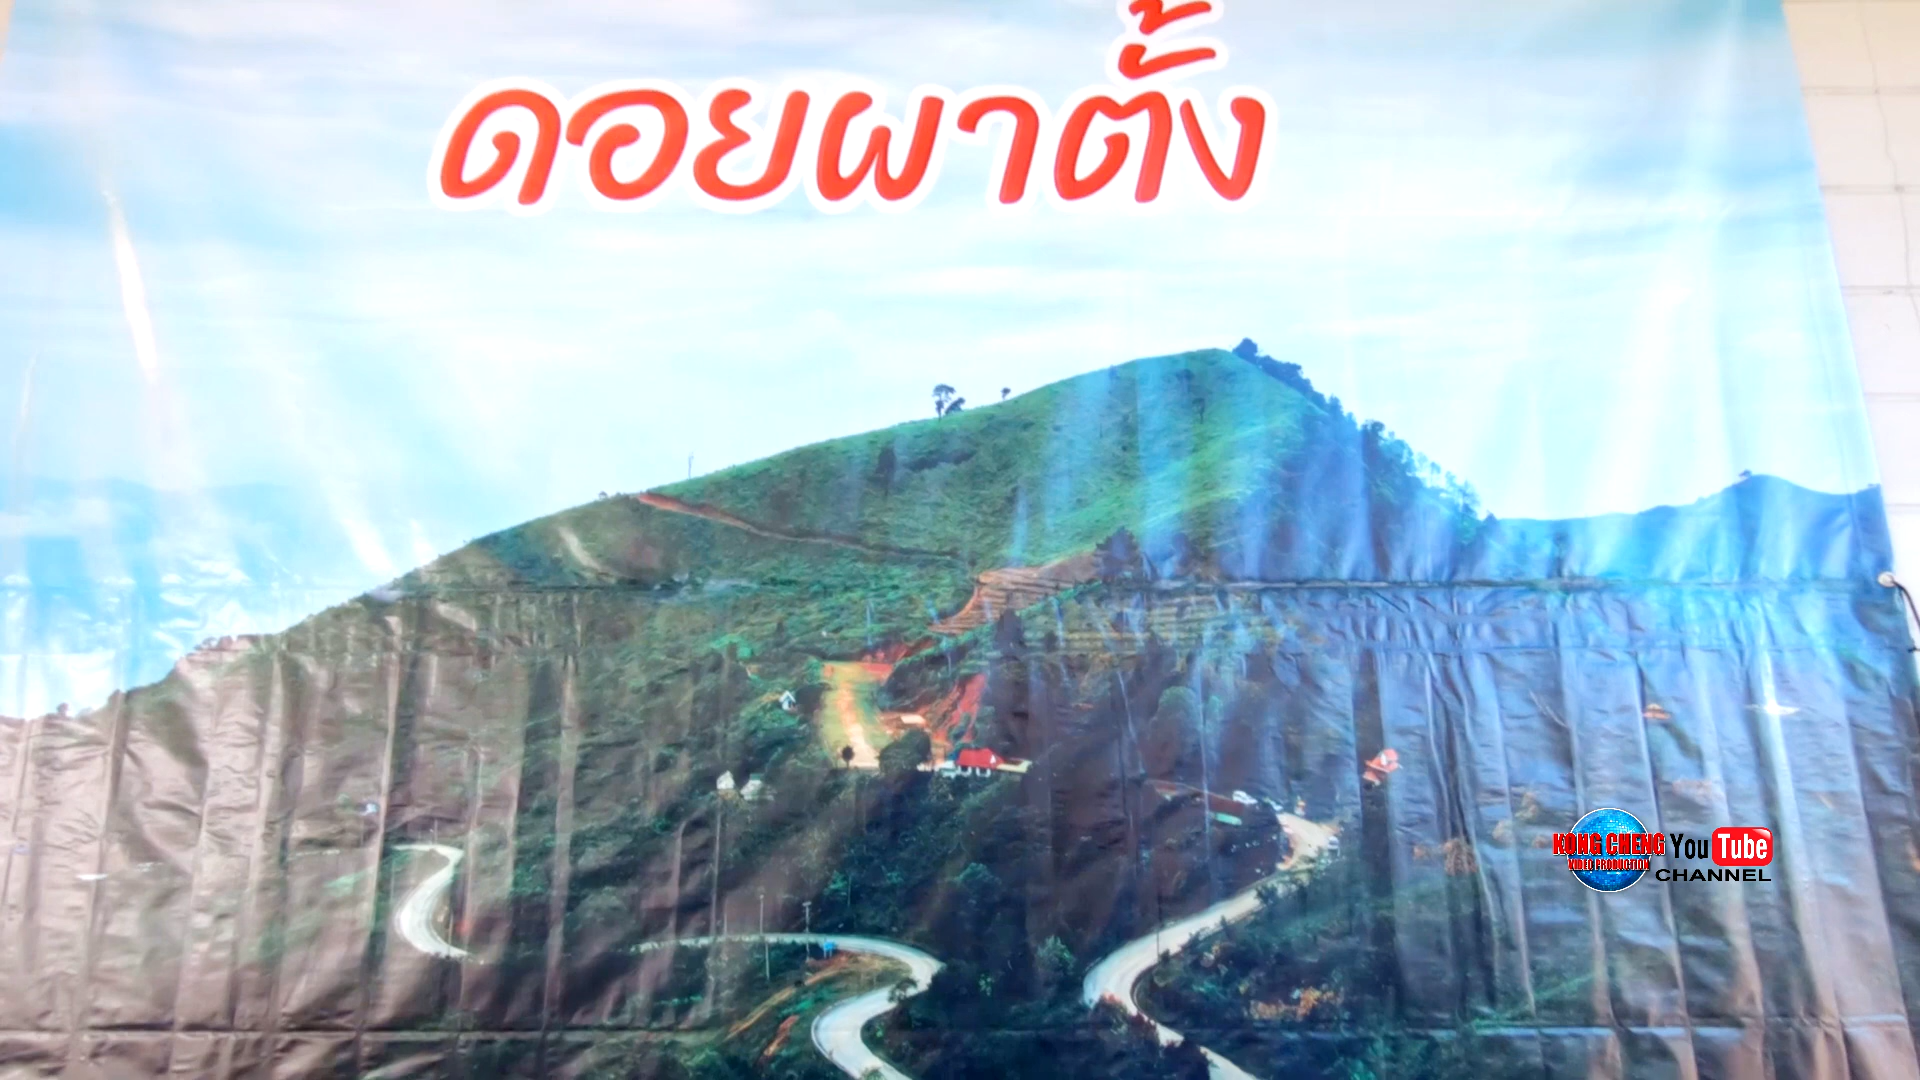 ดอยผาตั้ง
KONG CHENG
VIDEO PRODUCTION
YouTube
CHANNEL